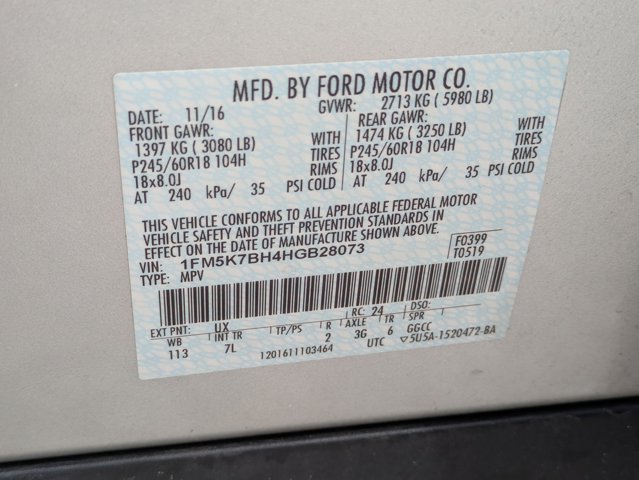 MFD. BY FORD MOTOR CO.
DATE: 11/16 GVWR: 2713 KG ( 5980 LB)
FRONT GAWR: REAR GAWR:
1397 KG ( 3080 LB) WITH 1474 KG ( 3250 LB) WITH
P245/60R18 104H TIRES P245/60R18 104H TIRES
18x8.0J RIMS 18x8.0J RIMS
AT 240 kPa/ 35 PSI COLD AT 240 kPa/ 35 PSI COLD
THIS VEHICLE CONFORMS TO ALL APPLICABLE FEDERAL MOTOR
VEHICLE SAFETY AND THEFT PREVENTION STANDARDS IN
EFFECT ON THE DATE OF MANUFACTURE SHOWN ABOVE.
VIN: 1FM5K7BH4HGB28073 F0399
TYPE: MPV T0519
RC: 24 DSO:
EXT PNT: UX
WB INT TR TP/PS R AXLE TR SPR
113 7L 2 3G 6 GGCC
1201611103464 UTC ▽5U5A-1520472-BA